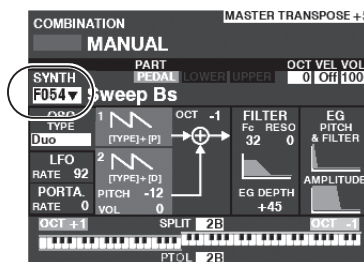 MASTER TRANSPOSE +
COMBINATION
MANUAL
PART OCT VEL VOL
SYNTH PEDAL LOWER UPPER 0 Off 100
F054▼ Sweep Bs
OSC
TYPE
Duo
1 [TYPE]+[P]
OCT -1
FILTER
Fc RESO
32 0
EG
PITCH
& FILTER
LFO
RATE 92
2 [TYPE]+[D]
PITCH -12
VOL 0
EG DEPTH
+45
AMPLITUDE
PORTA.
RATE 0
OCT +1 SPLIT 2B OCT -1
PTOL 2B